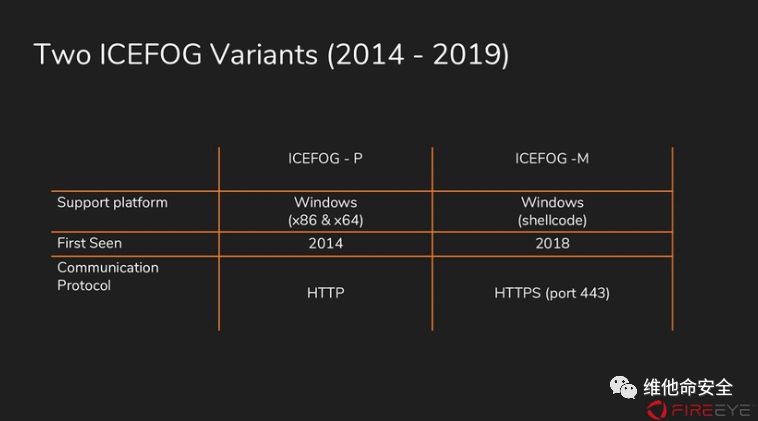 Two ICEFOG Variants (2014 - 2019)
ICEFOG - P
ICEFOG -M
Support platform
Windows
(x86 & x64)
Windows
(shellcode)
First Seen
2014
2018
Communication
Protocol
HTTP
HTTPS (port 443)
维他命安全
FIREEYE